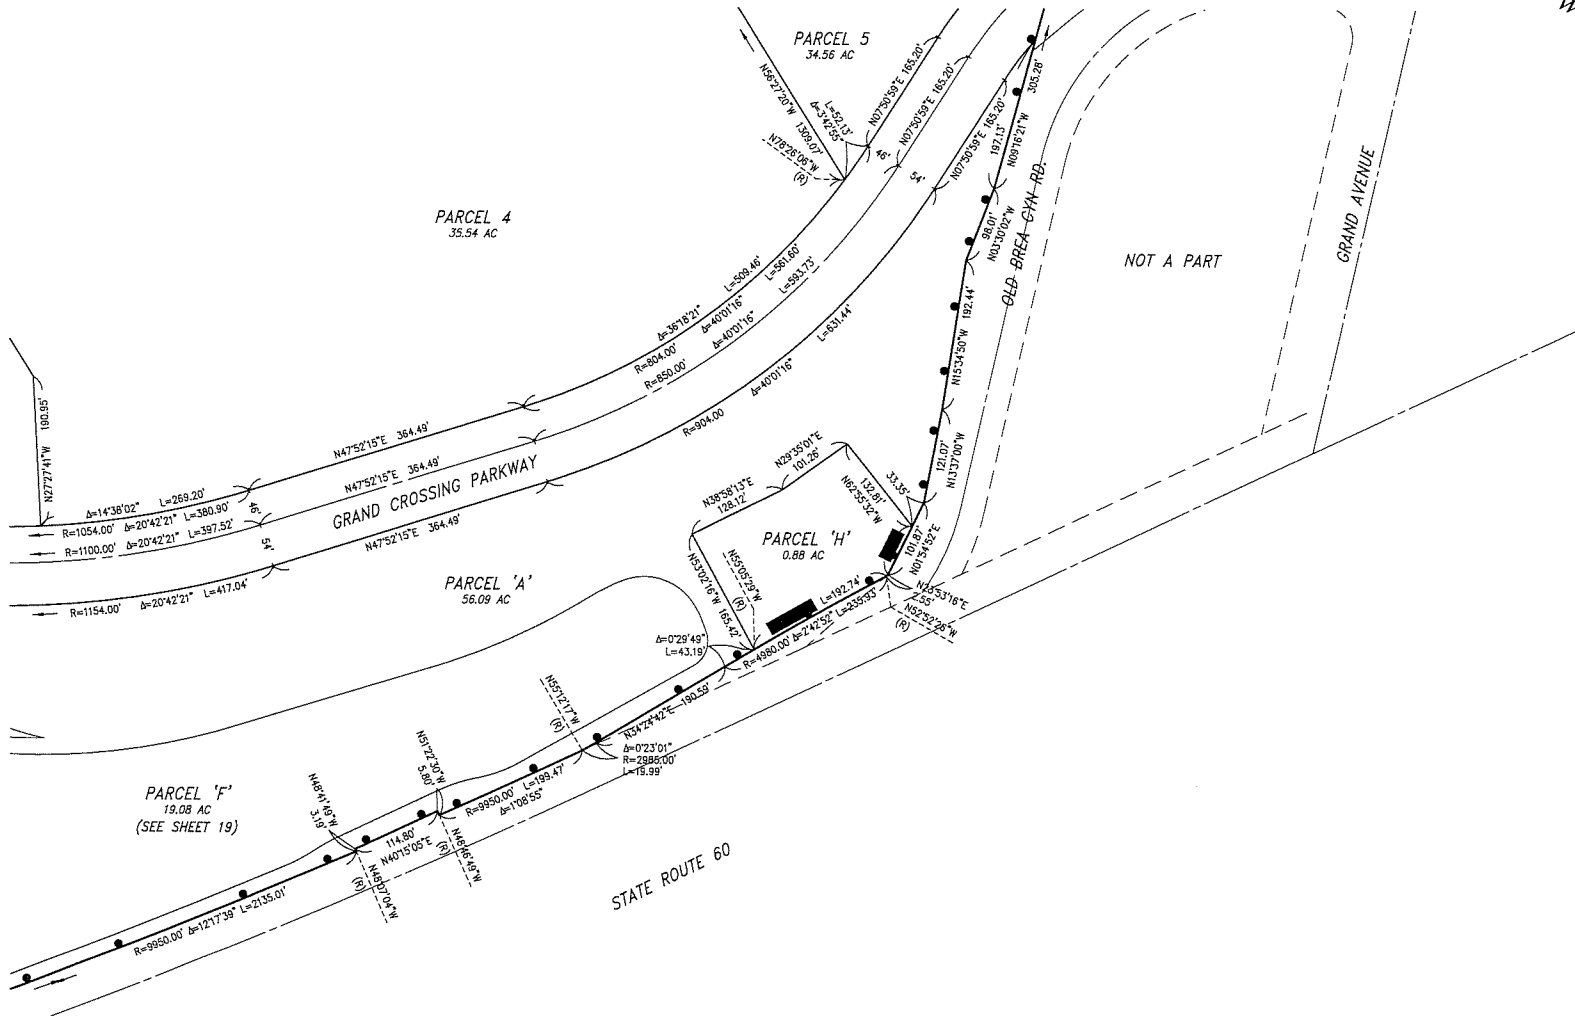 PARCEL 5
34.56 AC
N56°27'20"W 1309.07'
L=52.13'
Δ=3°42'55"
N78°26'06"W
(R)
N07°50'59"E 165.20'
N07°50'59"E 165.20'
N07°50'59"E 165.20'
46'
54'
305.28'
N09°16'21"W
197.13'
98.01'
N03°30'02"W
OLD BREA CYN RD.
GRAND AVENUE
NOT A PART
PARCEL 4
35.54 AC
Δ=36°18'21" L=509.46'
R=804.00' Δ=40°01'16" L=561.60'
R=850.00' Δ=40°01'16" L=593.73'
R=904.00 Δ=40°01'16" L=631.44'
N15°34'50"W 192.44'
N27°27'41"W 190.95'
N47°52'15"E 364.49'
N47°52'15"E 364.49'
GRAND CROSSING PARKWAY
N47°52'15"E 364.49'
Δ=14°38'02" L=269.20'
R=1054.00' Δ=20°42'21" L=380.90'
R=1100.00' Δ=20°42'21" L=397.52'
R=1154.00' Δ=20°42'21" L=417.04'
46'
54'
N29°35'01"E
101.26'
N38°58'13"E
128.12'
33.35'
132.81'
N62°55'32"W
121.07'
N13°37'00"W
PARCEL 'H'
0.88 AC
101.87'
N01°54'52"E
N53°02'16"W 165.42'
N55°05'29"W
(R)
L=192.74'
R=4980.00' Δ=2°42'52" L=235.93'
2.55'
N52°52'26"W
(R)
PARCEL 'A'
56.09 AC
Δ=0°29'49"
L=43.19'
N34°24'42"E 190.59'
N55°12'17"W
(R)
Δ=0°23'01"
R=2985.00'
L=19.99'
N51°22'30"W
5.80'
R=9950.00' L=199.47'
Δ=1°08'55"
N48°41'49"W
3.19'
114.80'
N40°15'05"E
(R)
N48°46'49"W
(R)
N48°07'04"W
PARCEL 'F'
19.08 AC
(SEE SHEET 19)
R=9950.00' Δ=12°17'39" L=2135.01'
STATE ROUTE 60